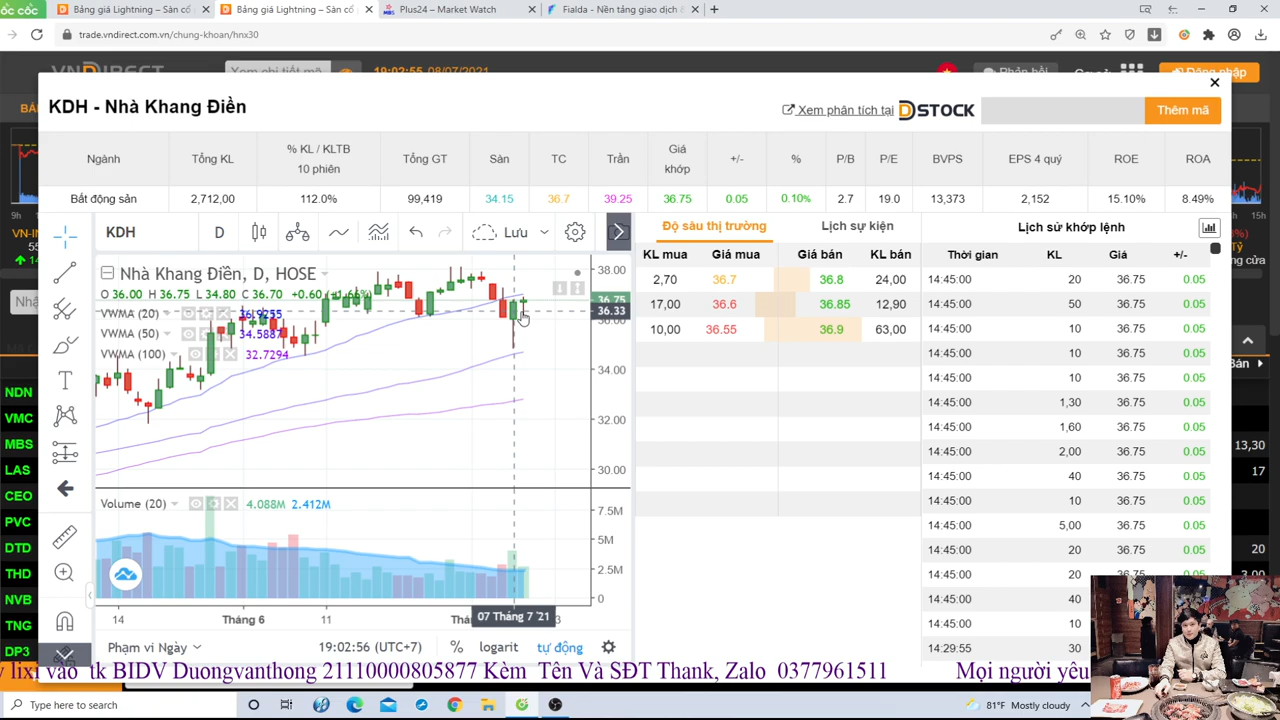 ốc cốc
Bảng giá Lightning – Sàn cổ
Bảng giá Lightning – Sàn cổ
Plus24 – Market Watch
Fialda - Nền tảng giao dịch &
trade.vndirect.com.vn/chung-khoan/hnx30
19:02:55 08/07/2021
KDH - Nhà Khang Điền
Xem phân tích tại DSTOCK
Thêm mã
Ngành Tổng KL % KL / KLTB 10 phiên Tổng GT Sàn TC Trần Giá khớp +/- % P/B P/E BVPS EPS 4 quý ROE ROA
Bất động sản 2,712,00 112.0% 99,419 34.15 36.7 39.25 36.75 0.05 0.10% 2.7 19.0 13,373 2,152 15.10% 8.49%
KDH D Lưu
Độ sâu thị trường Lịch sự kiện Lịch sử khớp lệnh
Nhà Khang Điền, D, HOSE
O 36.00 H 36.75 L 34.80 C 36.70 +0.60
VWMA (20) 36.9255
VWMA (50) 34.5887
VWMA (100) 32.7294
38.00
36.75
36.33
36.00
34.00
32.00
30.00
Volume (20) 4.088M 2.412M
7.5M
5M
2.5M
0
14 Tháng 6 11 07 Tháng 7 '21
Phạm vi Ngày 19:02:56 (UTC+7) % logarit tự động
KL mua Giá mua Giá bán KL bán
2,70 36.7 36.8 24,00
17,00 36.6 36.85 12,90
10,00 36.55 36.9 63,00
Thời gian KL Giá +/-
14:45:00 20 36.75 0.05
14:45:00 50 36.75 0.05
14:45:00 10 36.75 0.05
14:45:00 10 36.75 0.05
14:45:00 10 36.75 0.05
14:45:00 1,30 36.75 0.05
14:45:00 1,60 36.75 0.05
14:45:00 2,00 36.75 0.05
14:45:00 40 36.75 0.05
14:45:00 10 36.75 0.05
14:45:00 5,00 36.75 0.05
14:45:00 20 36.75 0.05
14:45:00 20 36.75 0.05
14:45:00 40
14:45:00 10
14:29:55 30
NDN
VMC
MBS
LAS
CEO
PVC
DTD
THD
NVB
TNG
DP3
Bán
13,30
17
20
lixi vào tk BIDV Duongvanthong 21110000805877 Kèm Tên Và SĐT Thank, Zalo 0377961511 Mọi người yêu
Type here to search
81°F Mostly cloudy